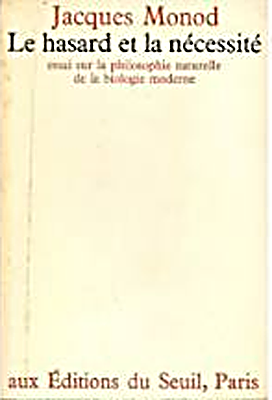 Jacques Monod
Le hasard et la nécessité
essai sur la philosophie naturelle
de la biologie moderne
aux Éditions du Seuil, Paris